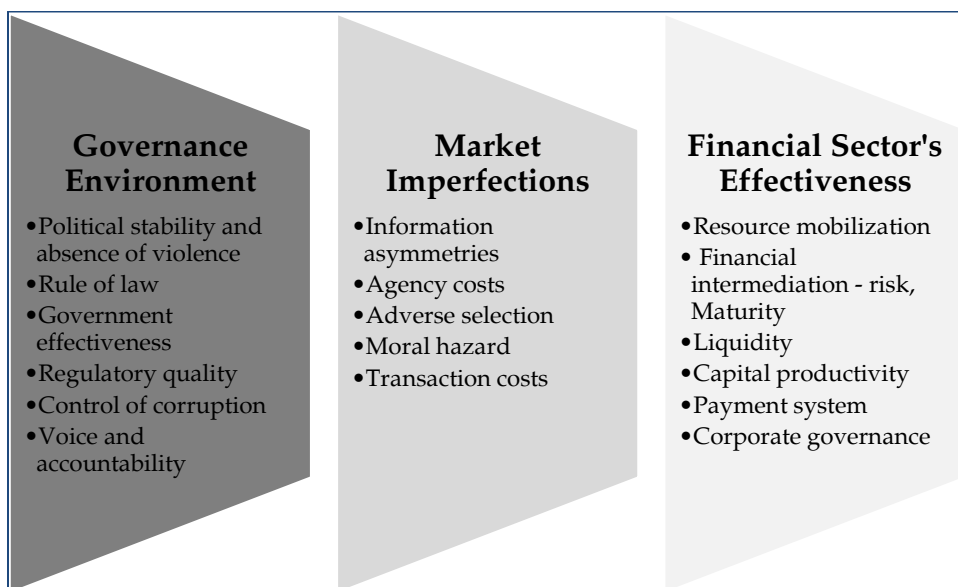 Governance
Environment
•Political stability and
absence of violence
•Rule of law
•Government
effectiveness
•Regulatory quality
•Control of corruption
•Voice and
accountability
Market
Imperfections
•Information
asymmetries
•Agency costs
•Adverse selection
•Moral hazard
•Transaction costs
Financial Sector's
Effectiveness
•Resource mobilization
• Financial
intermediation - risk,
Maturity
•Liquidity
•Capital productivity
•Payment system
•Corporate governance